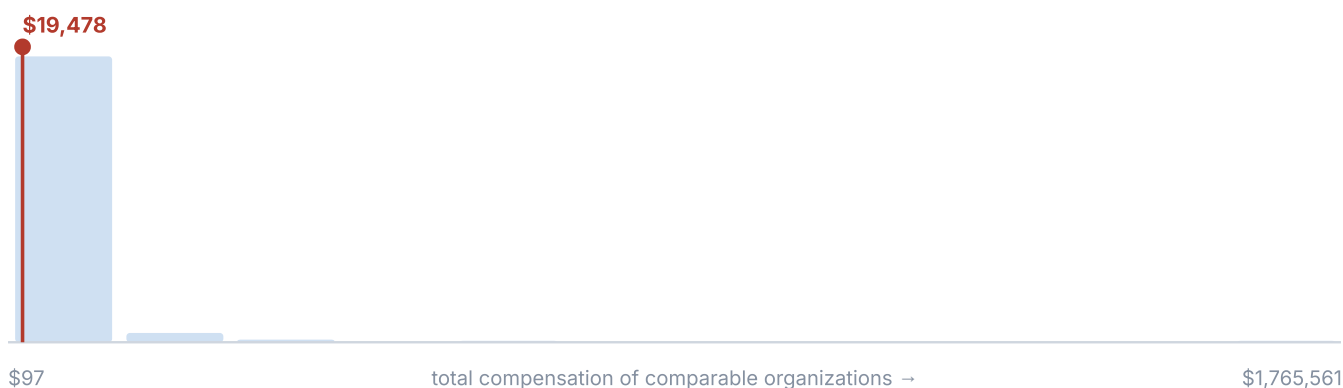 $19,478
$97 total compensation of comparable organizations → $1,765,561